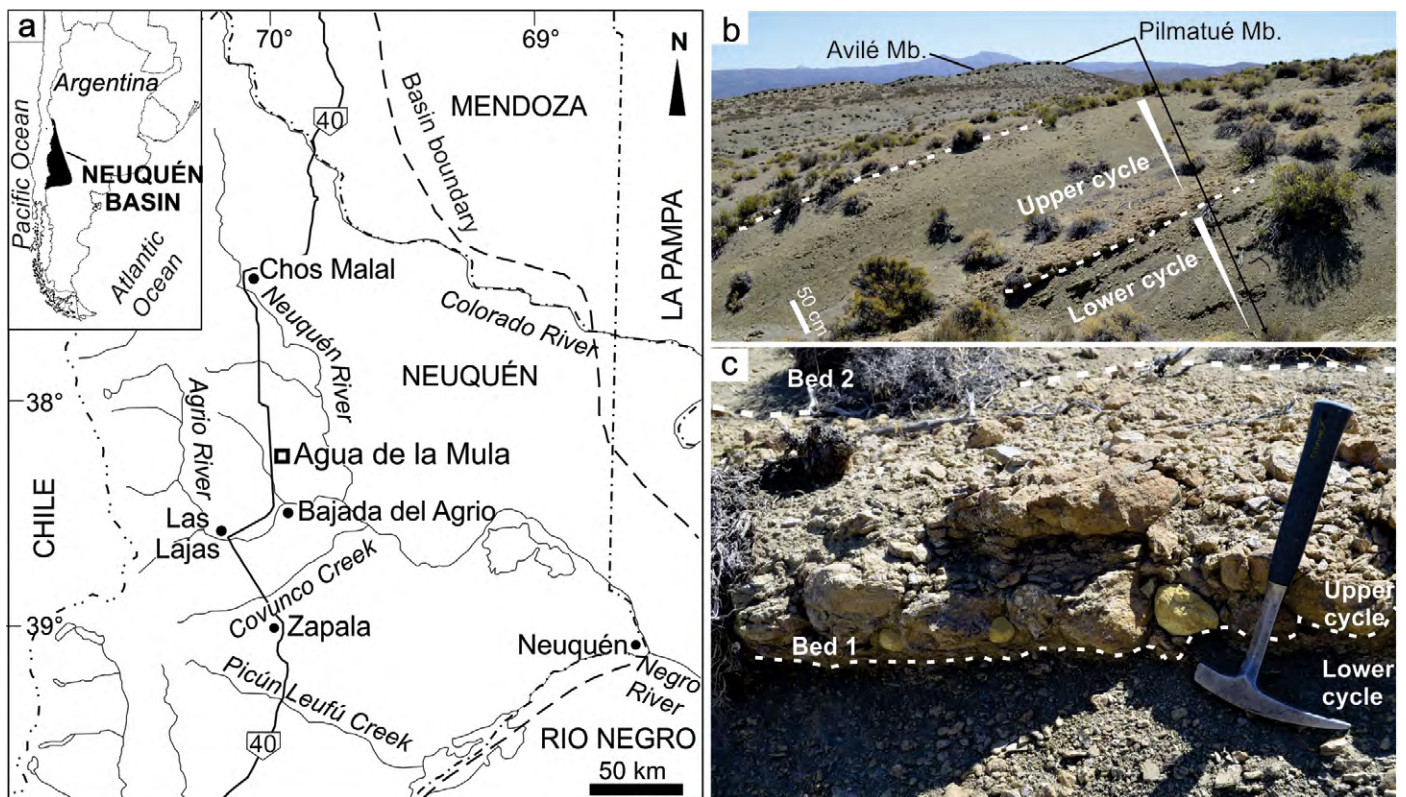 a
Argentina
Pacific Ocean
NEUQUÉN
BASIN
Atlantic
Ocean
70°
69°
N
40
MENDOZA
Basin boundary
LA PAMPA
Chos Malal
Neuquén River
Colorado River
NEUQUÉN
38°
Agrio River
Agua de la Mula
CHILE
Las
Lajas
Bajada del Agrio
Covunco Creek
39°
Zapala
Neuquén
Negro
River
Picún Leufú Creek
40
RIO NEGRO
50 km
b
Avilé Mb.
Pilmatué Mb.
Upper cycle
Lower cycle
50 cm
c
Bed 2
Bed 1
Upper
cycle
Lower
cycle